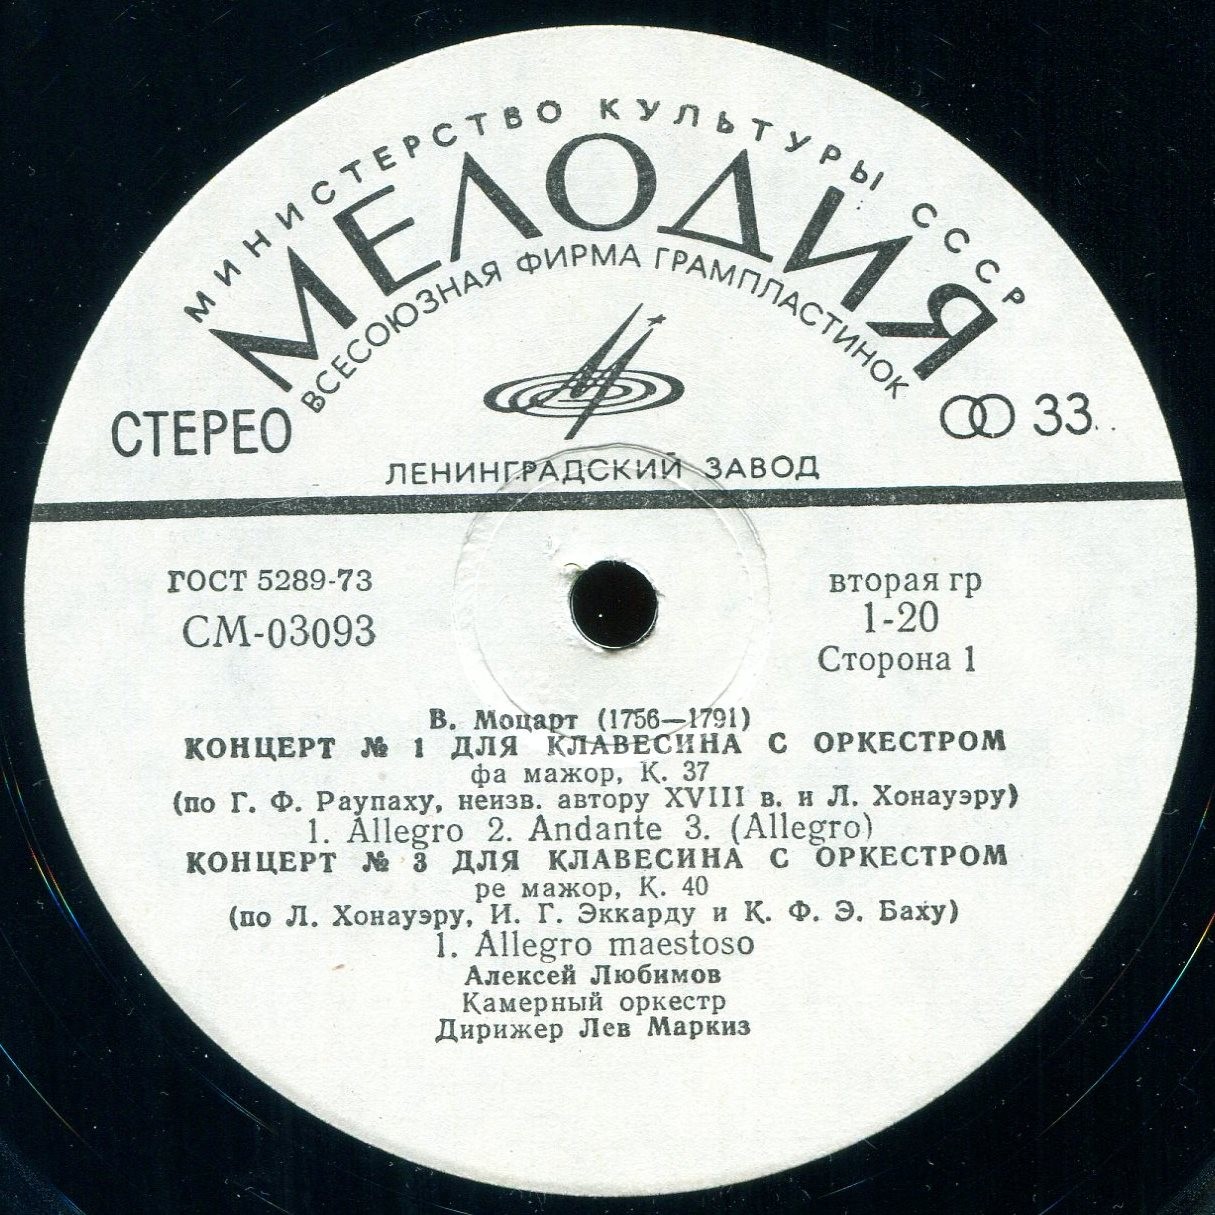 МИНИСТЕРСТВО КУЛЬТУРЫ СССР
МЕЛОДИЯ
ВСЕСОЮЗНАЯ ФИРМА ГРАМПЛАСТИНОК
СТЕРЕО
33
ЛЕНИНГРАДСКИЙ ЗАВОД
ГОСТ 5289-73
СМ-03093
вторая гр
1-20
Сторона 1
В. Моцарт (1756—1791)
КОНЦЕРТ № 1 ДЛЯ КЛАВЕСИНА С ОРКЕСТРОМ
фа мажор, К. 37
(по Г. Ф. Раупаху, неизв. автору XVIII в. и Л. Хонауэру)
1. Allegro 2. Andante 3. (Allegro)
КОНЦЕРТ № 3 ДЛЯ КЛАВЕСИНА С ОРКЕСТРОМ
ре мажор, К. 40
(по Л. Хонауэру, И. Г. Эккарду и К. Ф. Э. Баху)
1. Allegro maestoso
Алексей Любимов
Камерный оркестр
Дирижер Лев Маркиз